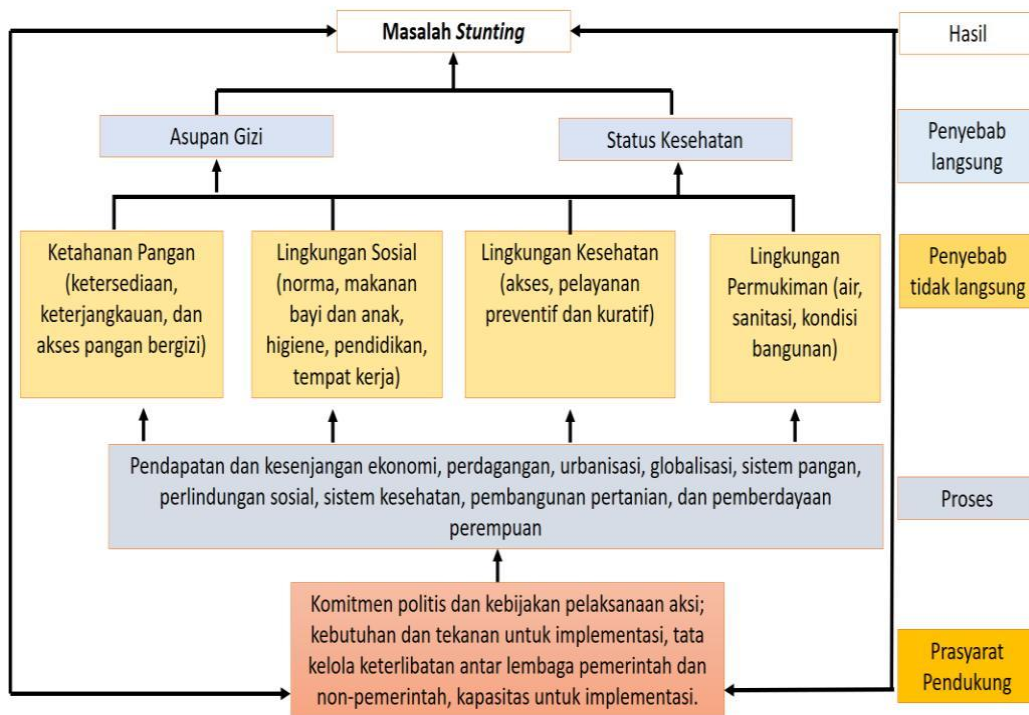 Masalah Stunting
Hasil
Asupan Gizi
Status Kesehatan
Penyebab
langsung
Ketahanan Pangan
(ketersediaan,
keterjangkauan, dan
akses pangan bergizi)
Lingkungan Sosial
(norma, makanan
bayi dan anak,
higiene, pendidikan,
tempat kerja)
Lingkungan Kesehatan
(akses, pelayanan
preventif dan kuratif)
Lingkungan
Permukiman (air,
sanitasi, kondisi
bangunan)
Penyebab
tidak langsung
Pendapatan dan kesenjangan ekonomi, perdagangan, urbanisasi, globalisasi, sistem pangan,
perlindungan sosial, sistem kesehatan, pembangunan pertanian, dan pemberdayaan
perempuan
Proses
Komitmen politis dan kebijakan pelaksanaan aksi;
kebutuhan dan tekanan untuk implementasi, tata
kelola keterlibatan antar lembaga pemerintah dan
non-pemerintah, kapasitas untuk implementasi.
Prasyarat
Pendukung